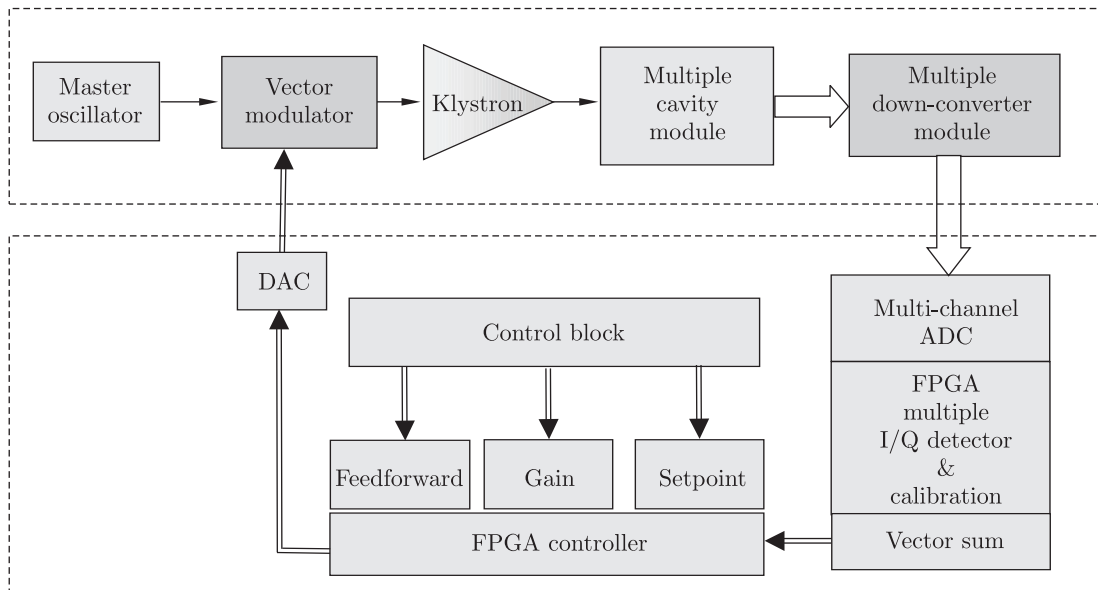 Master
oscillator
Vector
modulator
Klystron
Multiple
cavity
module
Multiple
down-converter
module
DAC
Control block
Feedforward
Gain
Setpoint
FPGA controller
Multi-channel
ADC
FPGA
multiple
I/Q detector
&
calibration
Vector sum